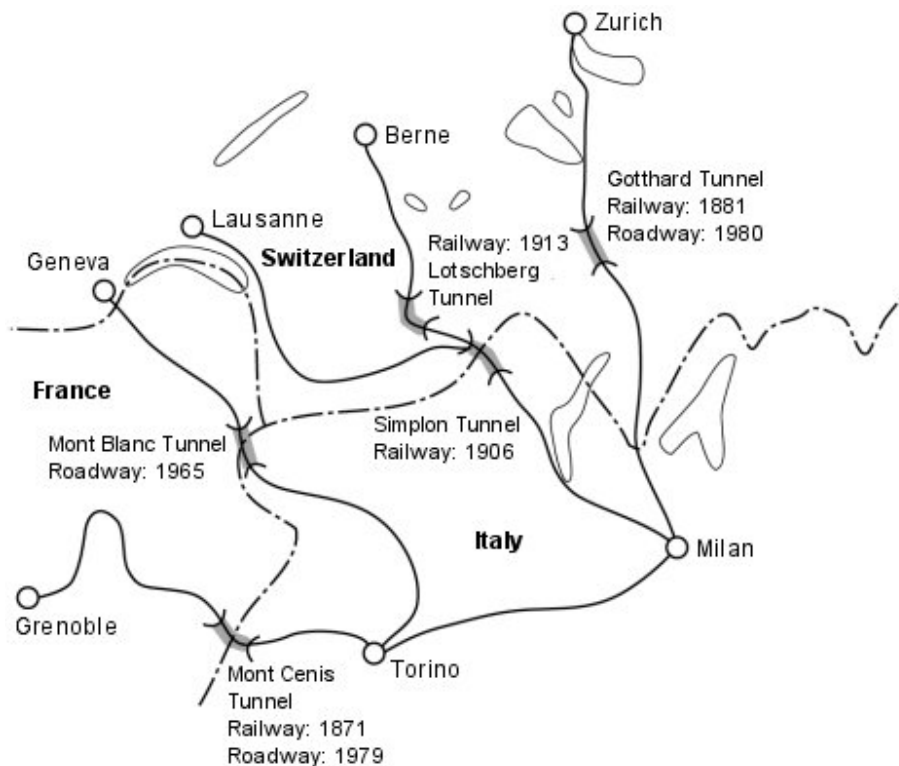 Zurich
Berne
Gotthard Tunnel
Railway: 1881
Roadway: 1980
Lausanne
Switzerland
Railway: 1913
Lotschberg
Tunnel
Geneva
France
Mont Blanc Tunnel
Roadway: 1965
Simplon Tunnel
Railway: 1906
Italy
Milan
Grenoble
Torino
Mont Cenis
Tunnel
Railway: 1871
Roadway: 1979